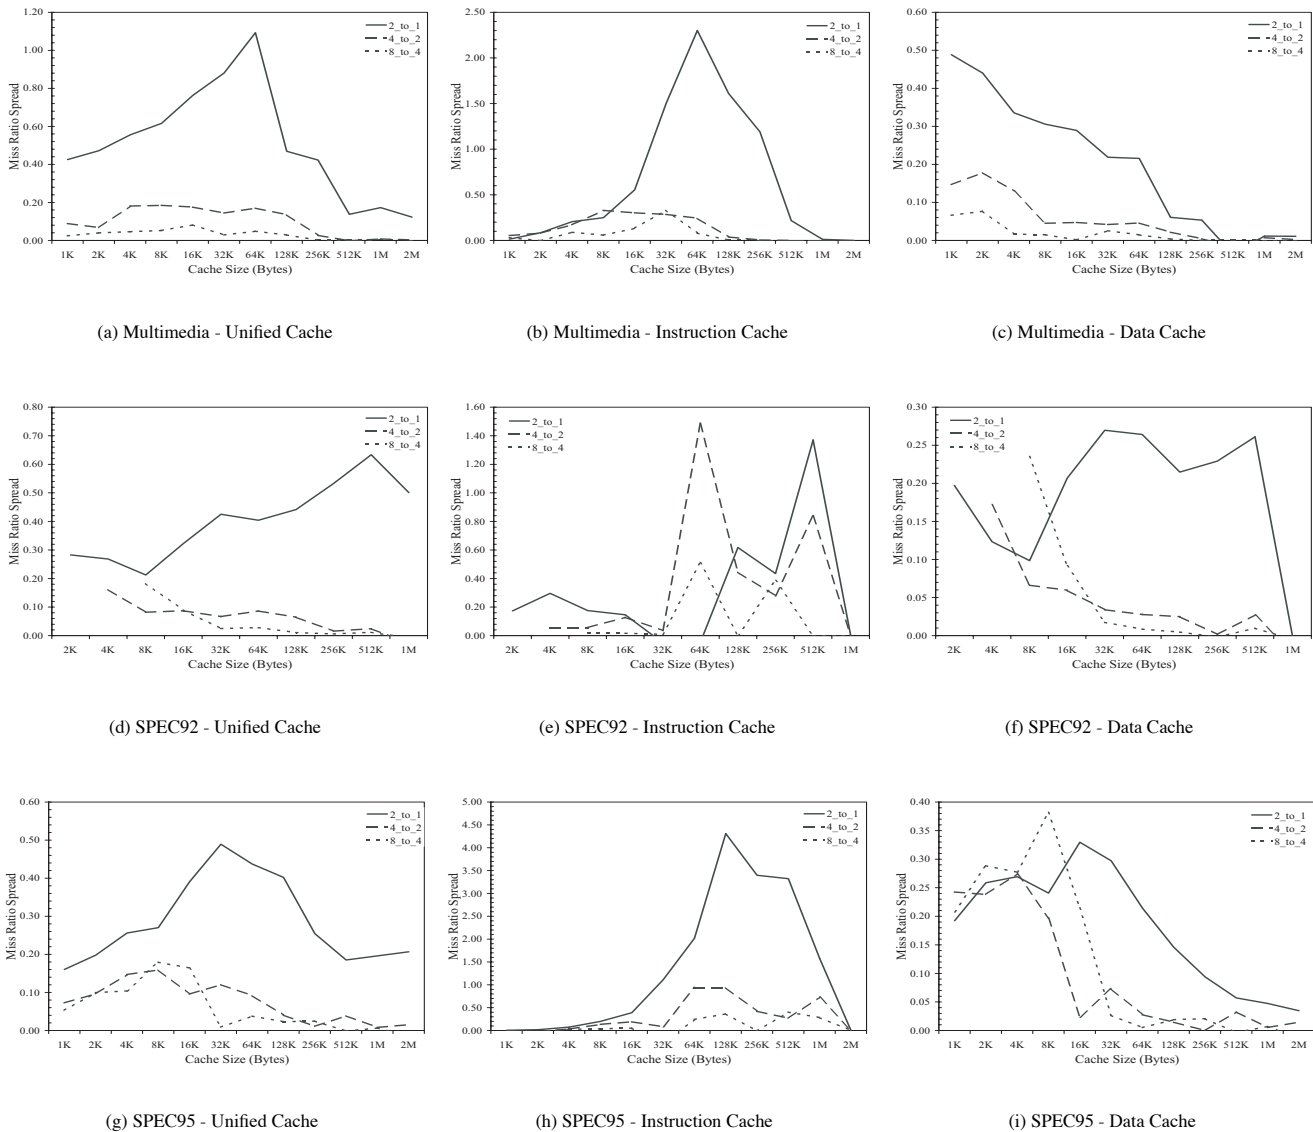 1.20
1.00
0.80
0.60
0.40
0.20
0.00
Miss Ratio Spread
2_to_1
4_to_2
8_to_4
1K 2K 4K 8K 16K 32K 64K 128K 256K 512K 1M 2M
Cache Size (Bytes)
(a) Multimedia - Unified Cache
2.50
2.00
1.50
1.00
0.50
0.00
Miss Ratio Spread
2_to_1
4_to_2
8_to_4
1K 2K 4K 8K 16K 32K 64K 128K 256K 512K 1M 2M
Cache Size (Bytes)
(b) Multimedia - Instruction Cache
0.60
0.50
0.40
0.30
0.20
0.10
0.00
Miss Ratio Spread
2_to_1
4_to_2
8_to_4
1K 2K 4K 8K 16K 32K 64K 128K 256K 512K 1M 2M
Cache Size (Bytes)
(c) Multimedia - Data Cache
0.80
0.70
0.60
0.50
0.40
0.30
0.20
0.10
0.00
Miss Ratio Spread
2_to_1
4_to_2
8_to_4
2K 4K 8K 16K 32K 64K 128K 256K 512K 1M
Cache Size (Bytes)
(d) SPEC92 - Unified Cache
1.60
1.40
1.20
1.00
0.80
0.60
0.40
0.20
0.00
Miss Ratio Spread
2_to_1
4_to_2
8_to_4
2K 4K 8K 16K 32K 64K 128K 256K 512K 1M
Cache Size (Bytes)
(e) SPEC92 - Instruction Cache
0.30
0.25
0.20
0.15
0.10
0.05
0.00
Miss Ratio Spread
2_to_1
4_to_2
8_to_4
2K 4K 8K 16K 32K 64K 128K 256K 512K 1M
Cache Size (Bytes)
(f) SPEC92 - Data Cache
0.60
0.50
0.40
0.30
0.20
0.10
0.00
Miss Ratio Spread
2_to_1
4_to_2
8_to_4
1K 2K 4K 8K 16K 32K 64K 128K 256K 512K 1M 2M
Cache Size (Bytes)
(g) SPEC95 - Unified Cache
5.00
4.50
4.00
3.50
3.00
2.50
2.00
1.50
1.00
0.50
0.00
Miss Ratio Spread
2_to_1
4_to_2
8_to_4
1K 2K 4K 8K 16K 32K 64K 128K 256K 512K 1M 2M
Cache Size (Bytes)
(h) SPEC95 - Instruction Cache
0.40
0.35
0.30
0.25
0.20
0.15
0.10
0.05
0.00
Miss Ratio Spread
2_to_1
4_to_2
8_to_4
1K 2K 4K 8K 16K 32K 64K 128K 256K 512K 1M 2M
Cache Size (Bytes)
(i) SPEC95 - Data Cache